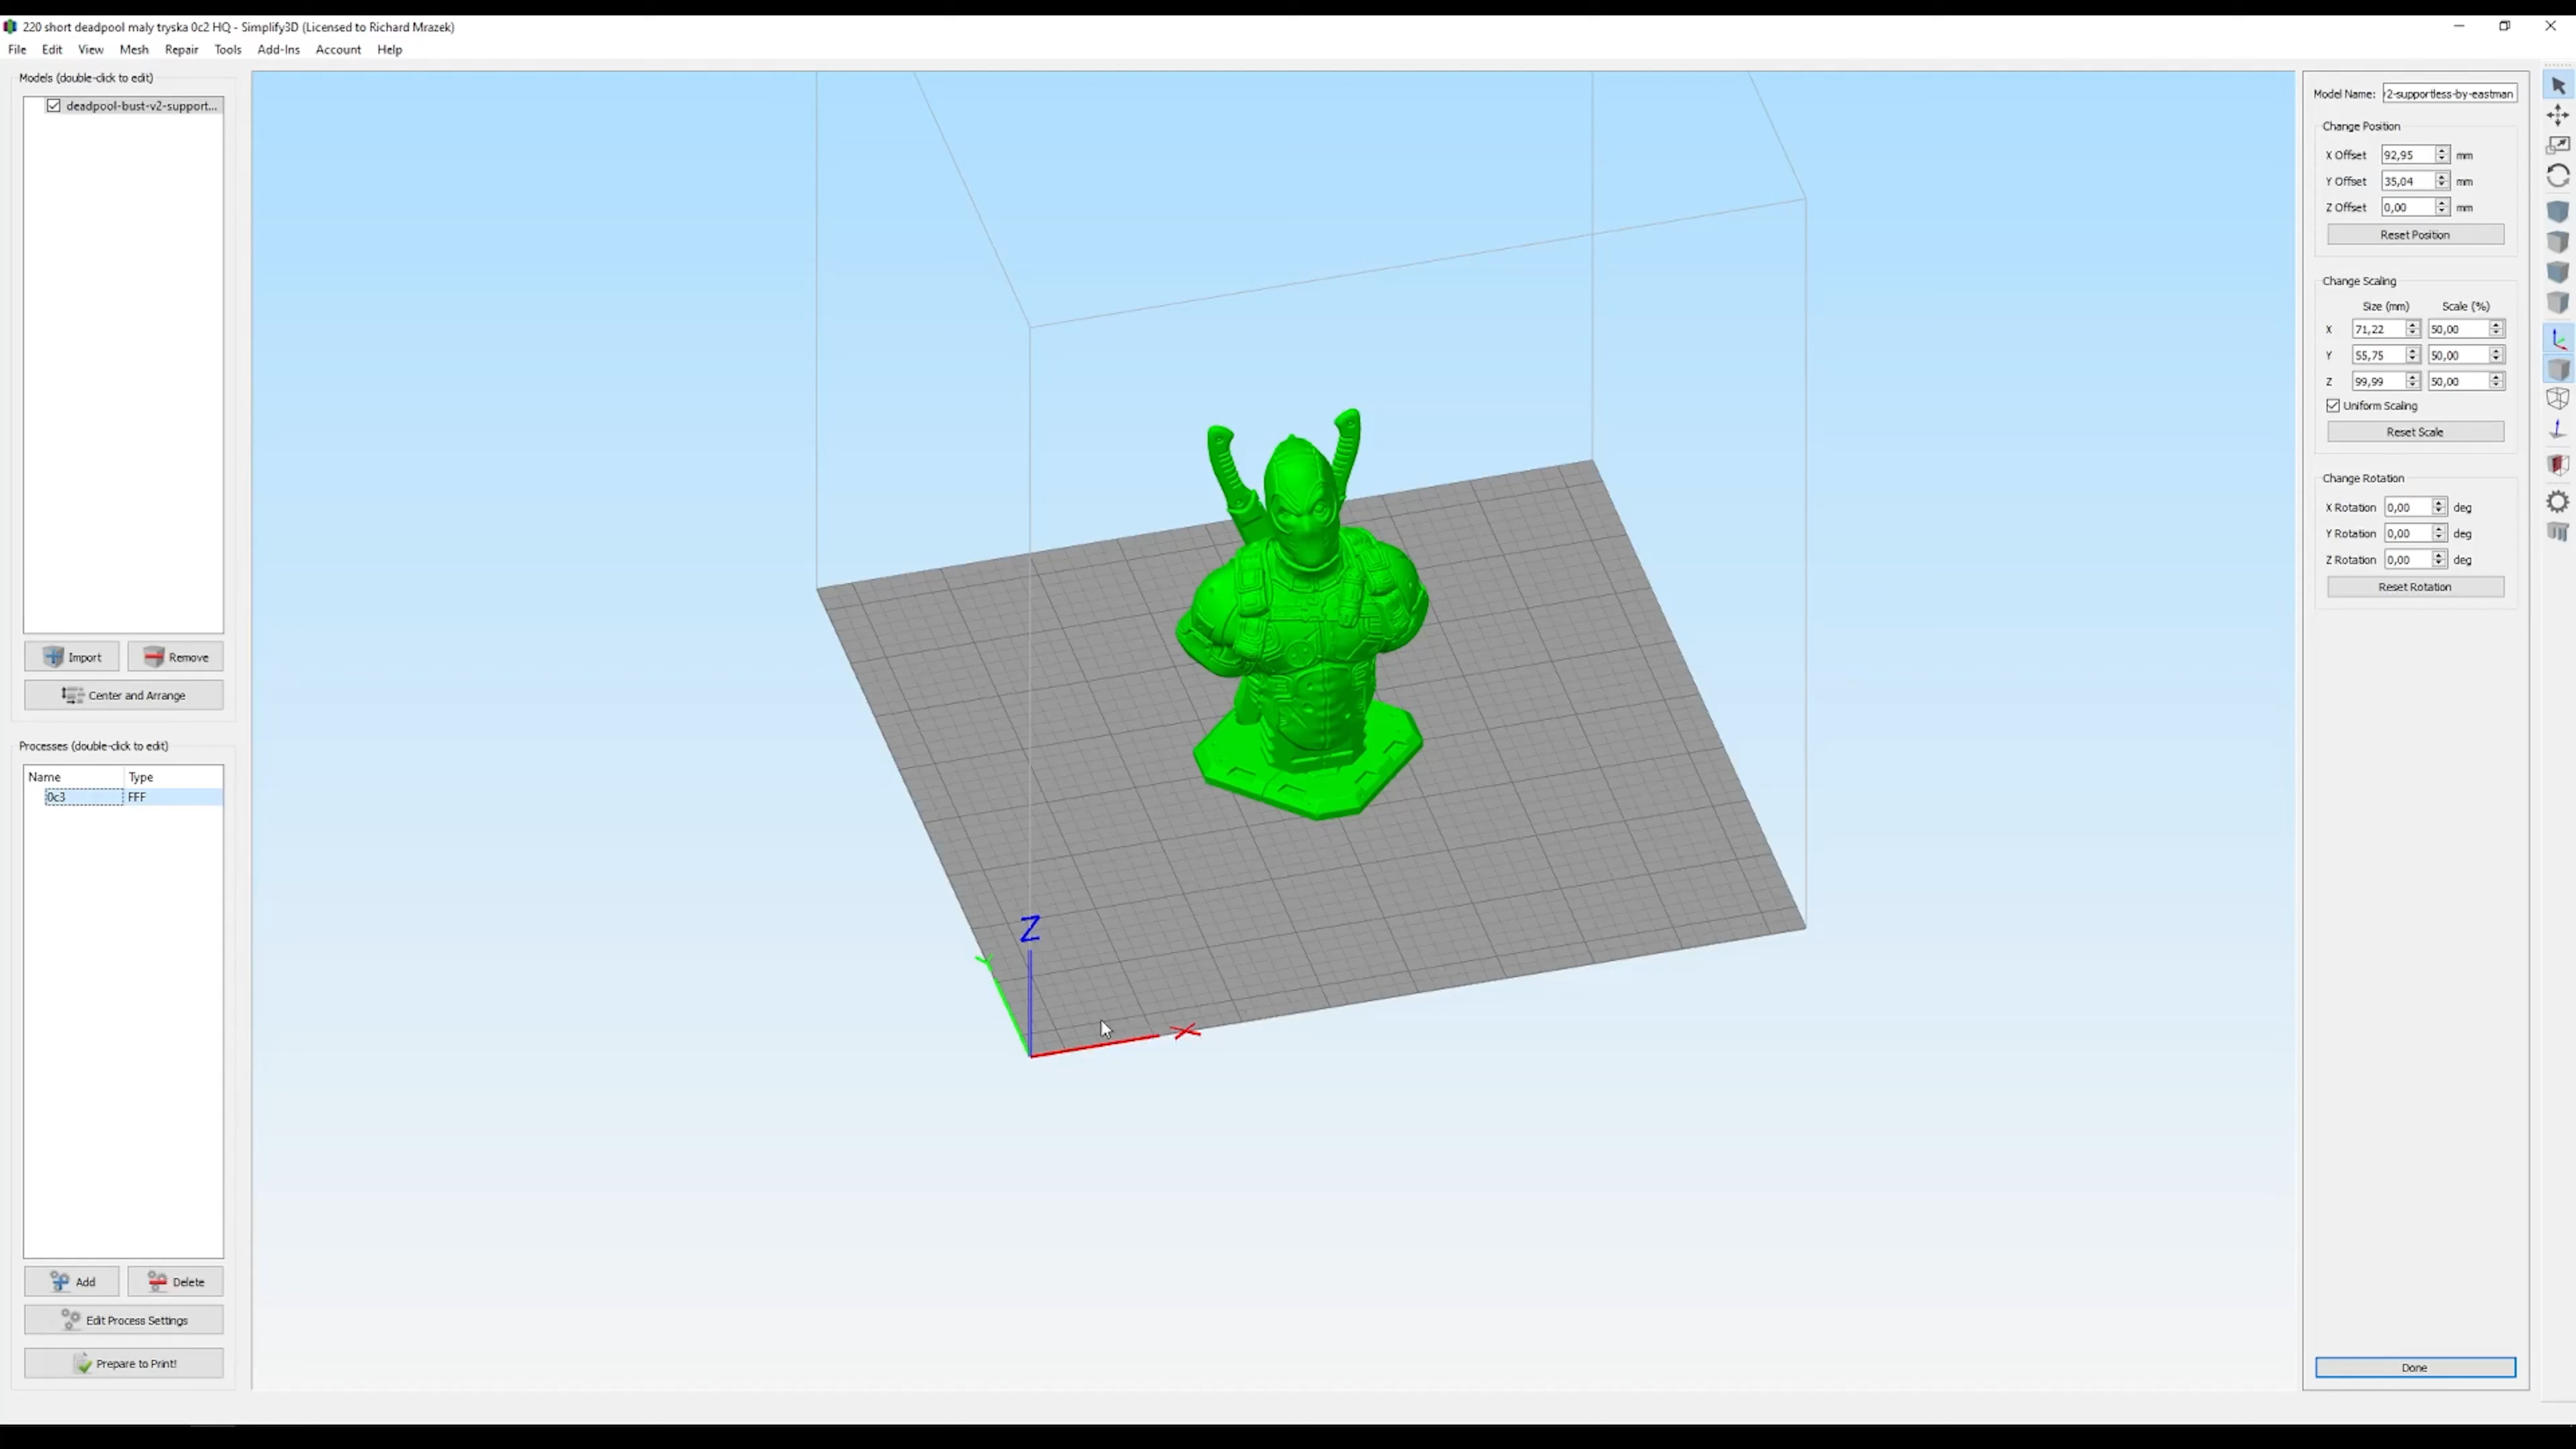 220 short deadpool maly tryska 0c2 HQ - Simplify3D (Licensed to Richard Mrazek)
File Edit View Mesh Repair Tools Add-Ins Account Help
Models (double-click to edit)
deadpool-bust-v2-support...
Import Remove
Center and Arrange
Processes (double-click to edit)
Name Type
0c3 FFF
Add Delete
Edit Process Settings
Prepare to Print!
Z
Y
X
Model Name: r2-supportless-by-eastman
Change Position
X Offset 92,95 mm
Y Offset 35,04 mm
Z Offset 0,00 mm
Reset Position
Change Scaling
Size (mm) Scale (%)
X 71,22 50,00
Y 55,75 50,00
Z 99,99 50,00
Uniform Scaling
Reset Scale
Change Rotation
X Rotation 0,00 deg
Y Rotation 0,00 deg
Z Rotation 0,00 deg
Reset Rotation
Done